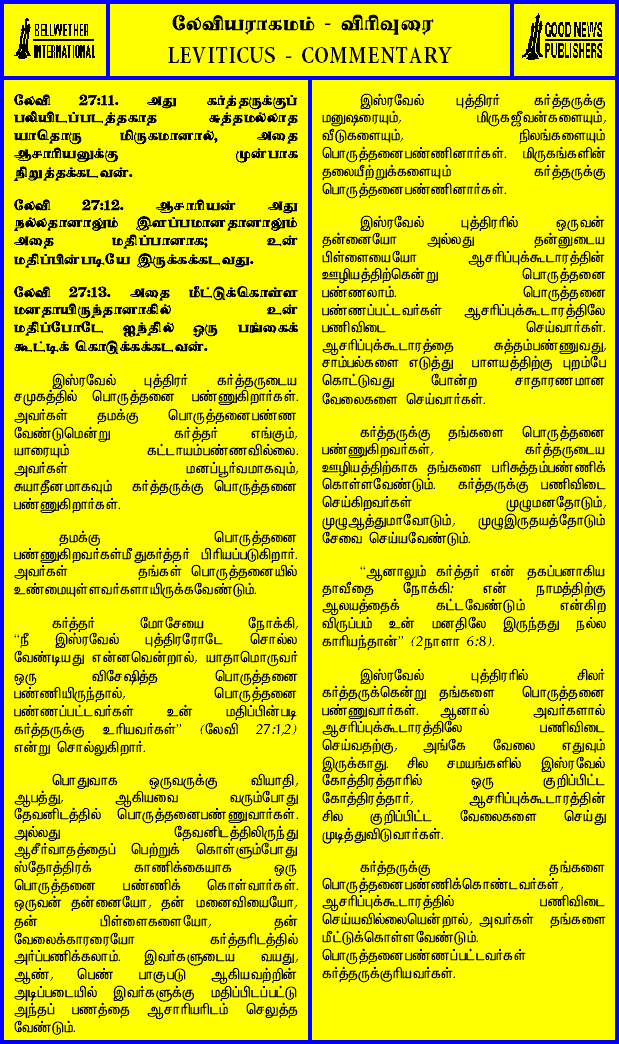 BELLWETHER
INTERNATIONAL
லேவியராகமம் - விரிவுரை
LEVITICUS - COMMENTARY
GOOD NEWS
PUBLISHERS
லேவி 27:11. அது கர்த்தருக்குப்
பலியிடப்படத்தகாத சுத்தமல்லாத
யாதொரு மிருகமானால், அதை
ஆசாரியனுக்கு முன்பாக
நிறுத்தக்கடவன்.
லேவி 27:12. ஆசாரியன் அது
நல்லதானாலும் இளப்பமானதானாலும்
அதை மதிப்பானாக; உன்
மதிப்பின்படியே இருக்கக்கடவது.
லேவி 27:13. அதை மீட்டுக்கொள்ள
மனதாயிருந்தானாகில் உன்
மதிப்போடே ஐந்தில் ஒரு பங்கைக்
கூட்டிக் கொடுக்கக்கடவன்.
இஸ்ரவேல் புத்திரர் கர்த்தருடைய
சமுகத்தில் பொருத்தனை பண்ணுகிறார்கள்.
அவர்கள் தமக்கு பொருத்தனைபண்ண
வேண்டுமென்று கர்த்தர் எங்கும்,
யாரையும் கட்டாயம்பண்ணவில்லை.
அவர்கள் மனப்பூர்வமாகவும்,
சுயாதீனமாகவும் கர்த்தருக்கு பொருத்தனை
பண்ணுகிறார்கள்.
தமக்கு பொருத்தனை
பண்ணுகிறவர்கள்மீதுகர்த்தர் பிரியப்படுகிறார்.
அவர்கள் தங்கள் பொருத்தனையில்
உண்மையுள்ளவர்களாயிருக்கவேண்டும்.
கர்த்தர் மோசேயை நோக்கி,
“நீ இஸ்ரவேல் புத்திரரோடே சொல்ல
வேண்டியது என்னவென்றால், யாதாமொருவர்
ஒரு விசேஷித்த பொருத்தனை
பண்ணியிருந்தால், பொருத்தனை
பண்ணப்பட்டவர்கள் உன் மதிப்பின்படி
கர்த்தருக்கு உரியவர்கள்” (லேவி 27:1,2)
என்று சொல்லுகிறார்.
பொதுவாக ஒருவருக்கு வியாதி,
ஆபத்து, ஆகியவை வரும்போது
தேவனிடத்தில் பொருத்தனைபண்ணுவார்கள்.
அல்லது தேவனிடத்திலிருந்து
ஆசீர்வாதத்தைப் பெற்றுக் கொள்ளும்போது
ஸ்தோத்திரக் காணிக்கையாக ஒரு
பொருத்தனை பண்ணிக் கொள்வார்கள்.
ஒருவன் தன்னையோ, தன் மனைவியையோ,
தன் பிள்ளைகளையோ, தன்
வேலைக்காரரையோ கர்த்தரிடத்தில்
அர்ப்பணிக்கலாம். இவர்களுடைய வயது,
ஆண், பெண் பாகுபடு ஆகியவற்றின்
அடிப்படையில் இவர்களுக்கு மதிப்பிடப்பட்டு
அந்தப் பணத்தை ஆசாரியரிடம் செலுத்த
வேண்டும்.
இஸ்ரவேல் புத்திரர் கர்த்தருக்கு
மனுஷரையும், மிருகஜீவன்களையும்,
வீடுகளையும், நிலங்களையும்
பொருத்தனைபண்ணினார்கள். மிருகங்களின்
தலையீற்றுக்களையும் கர்த்தருக்கு
பொருத்தனைபண்ணினார்கள்.
இஸ்ரவேல் புத்திரரில் ஒருவன்
தன்னையோ அல்லது தன்னுடைய
பிள்ளையையோ ஆசரிப்புக்கூடாரத்தின்
ஊழியத்திற்கென்று பொருத்தனை
பண்ணலாம். பொருத்தனை
பண்ணப்பட்டவர்கள் ஆசரிப்புக்கூடாரத்திலே
பணிவிடை செய்வார்கள்.
ஆசரிப்புக்கூடாரத்தை சுத்தம்பண்ணுவது,
சாம்பல்களை எடுத்து பாளயத்திற்கு புறம்பே
கொட்டுவது போன்ற சாதாரணமான
வேலைகளை செய்வார்கள்.
கர்த்தருக்கு தங்களை பொருத்தனை
பண்ணுகிறவர்கள், கர்த்தருடைய
ஊழியத்திற்காக தங்களை பரிசுத்தம்பண்ணிக்
கொள்ளவேண்டும். கர்த்தருக்கு பணிவிடை
செய்கிறவர்கள் முழுமனதோடும்,
முழுஆத்துமாவோடும், முழுஇருதயத்தோடும்
சேவை செய்யவேண்டும்.
“ஆனாலும் கர்த்தர் என் தகப்பனாகிய
தாவீதை நோக்கி: என் நாமத்திற்கு
ஆலயத்தைக் கட்டவேண்டும் என்கிற
விருப்பம் உன் மனதிலே இருந்தது நல்ல
காரியந்தான்” (2நாளா 6:8).
இஸ்ரவேல் புத்திரரில் சிலர்
கர்த்தருக்கென்று தங்களை பொருத்தனை
பண்ணுவார்கள். ஆனால் அவர்களால்
ஆசரிப்புக்கூடாரத்திலே பணிவிடை
செய்வதற்கு, அங்கே வேலை எதுவும்
இருக்காது. சில சமயங்களில் இஸ்ரவேல்
கோத்திரத்தாரில் ஒரு குறிப்பிட்ட
கோத்திரத்தார், ஆசரிப்புக்கூடாரத்தின்
சில குறிப்பிட்ட வேலைகளை செய்து
முடித்துவிடுவார்கள்.
கர்த்தருக்கு தங்களை
பொருத்தனைபண்ணிக்கொண்டவர்கள்,
ஆசரிப்புக்கூடாரத்தில் பணிவிடை
செய்யவில்லையென்றால், அவர்கள் தங்களை
மீட்டுக்கொள்ளவேண்டும்.
பொருத்தனைபண்ணப்பட்டவர்கள்
கர்த்தருக்குரியவர்கள்.